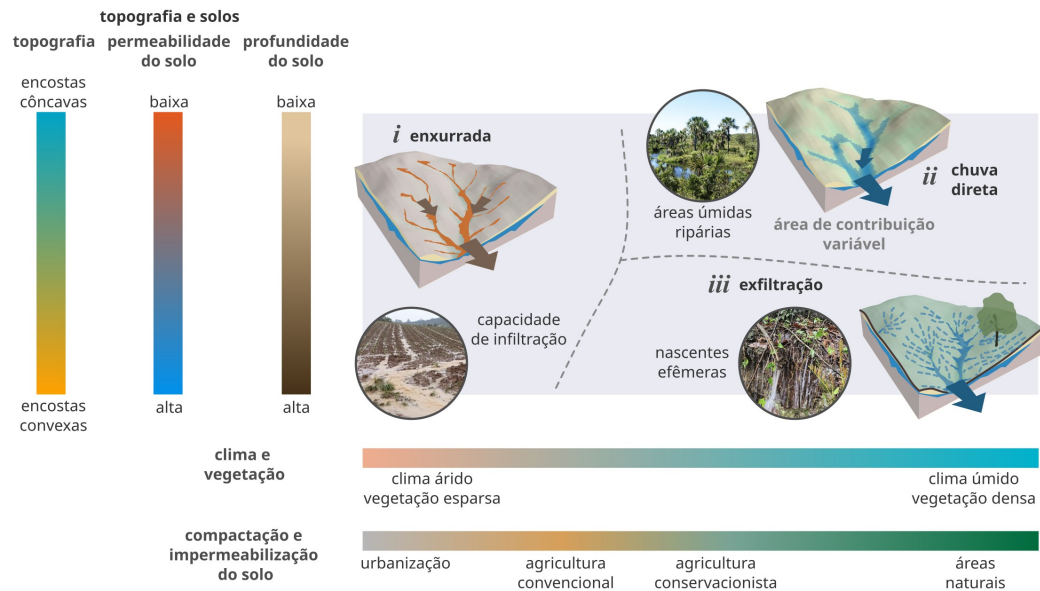 topografia e solos
topografia
permeabilidade
do solo
profundidade
do solo
encostas
côncavas
baixa
baixa
encostas
convexas
alta
alta
i enxurrada
capacidade
de infiltração
áreas úmidas
ripárias
ii chuva
direta
área de contribuição
variável
iii exfiltração
nascentes
efêmeras
clima e
vegetação
clima árido
vegetação esparsa
clima úmido
vegetação densa
compactação e
impermeabilização
do solo
urbanização
agricultura
convencional
agricultura
conservacionista
áreas
naturais